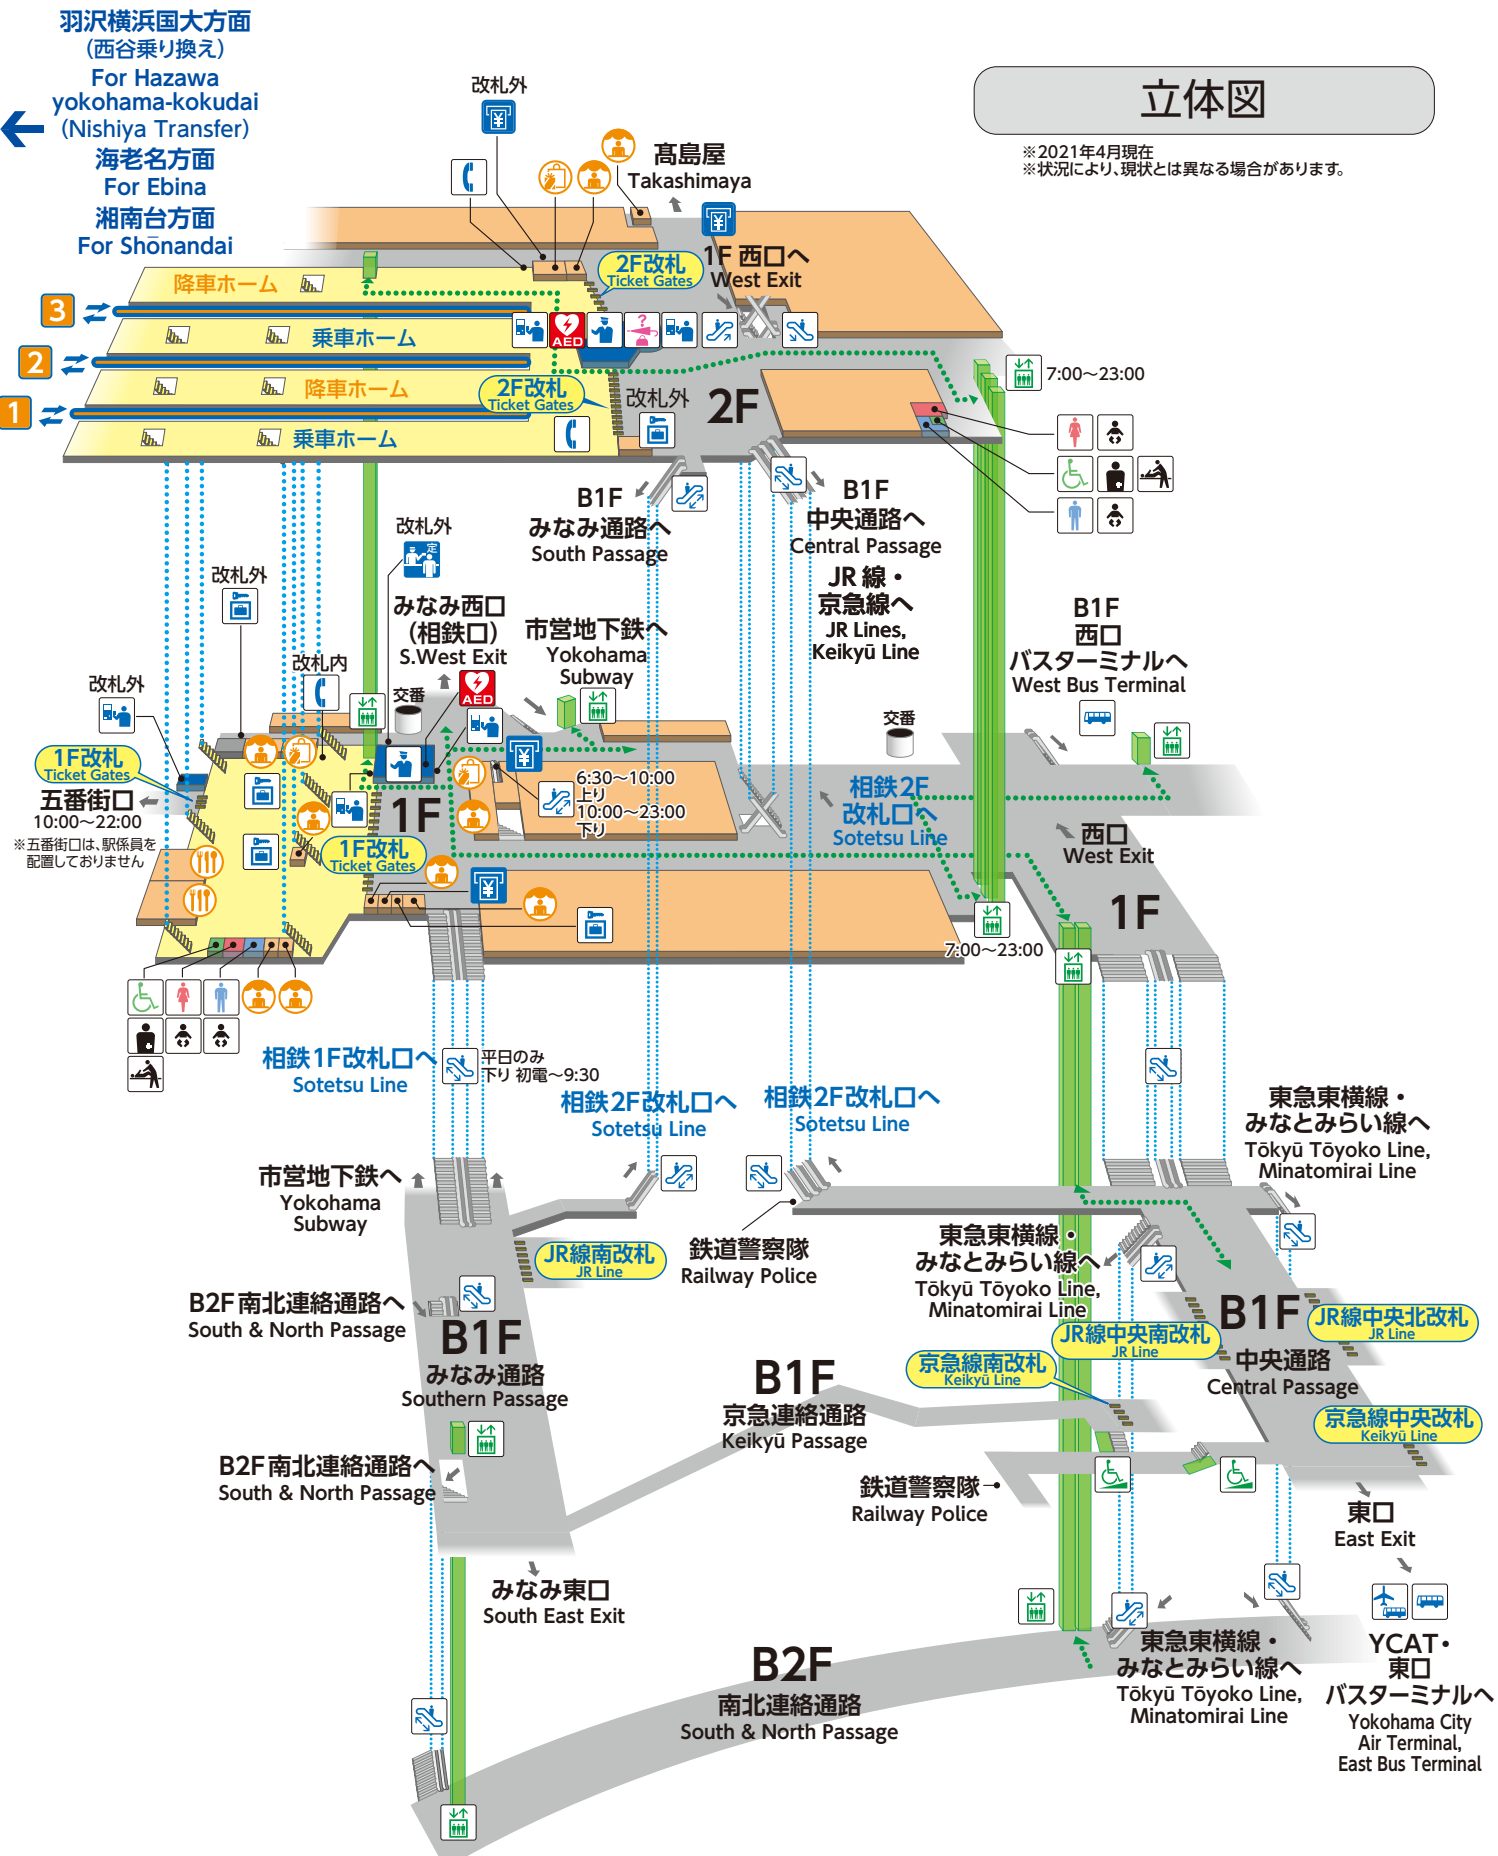 羽沢横浜国大方面
(西谷乗り換え)
For Hazawa
yokohama-kokudai
(Nishiya Transfer)
海老名方面
For Ebina
湘南台方面
For Shōnandai
立体図
※2021年4月現在
※状況により、現状とは異なる場合があります。
改札外
髙島屋
Takashimaya
2F改札
Ticket Gates
1F 西口へ
West Exit
3
降車ホーム
乗車ホーム
AED
?
2
降車ホーム
1
乗車ホーム
2F改札
Ticket Gates
改札外
2F
7:00〜23:00
B1F
みなみ通路へ
South Passage
B1F
中央通路へ
Central Passage
JR 線・
京急線へ
JR Lines,
Keikyū Line
改札外
定
改札外
みなみ西口
(相鉄口)
S.West Exit
市営地下鉄へ
Yokohama
Subway
B1F
西口
バスターミナルへ
West Bus Terminal
改札内
改札外
交番
AED
交番
1F改札
Ticket Gates
五番街口
10:00〜22:00
※五番街口は、駅係員を
配置しておりません
1F
6:30〜10:00
上り
10:00〜23:00
下り
相鉄2F
改札口へ
Sotetsu Line
1F改札
Ticket Gates
西口
West Exit
1F
7:00〜23:00
相鉄1F改札口へ
Sotetsu Line
平日のみ
下り 初電〜9:30
相鉄2F改札口へ
Sotetsu Line
相鉄2F改札口へ
Sotetsu Line
東急東横線・
みなとみらい線へ
Tōkyū Tōyoko Line,
Minatomirai Line
市営地下鉄へ
Yokohama
Subway
JR線南改札
JR Line
鉄道警察隊
Railway Police
東急東横線・
みなとみらい線へ
Tōkyū Tōyoko Line,
Minatomirai Line
B2F南北連絡通路へ
South & North Passage
B1F
みなみ通路
Southern Passage
B1F
中央通路
Central Passage
JR線中央北改札
JR Line
JR線中央南改札
JR Line
京急線南改札
Keikyū Line
B1F
京急連絡通路
Keikyū Passage
京急線中央改札
Keikyū Line
B2F南北連絡通路へ
South & North Passage
鉄道警察隊
Railway Police
東口
East Exit
みなみ東口
South East Exit
B2F
南北連絡通路
South & North Passage
東急東横線・
みなとみらい線へ
Tōkyū Tōyoko Line,
Minatomirai Line
YCAT・
東口
バスターミナルへ
Yokohama City
Air Terminal,
East Bus Terminal